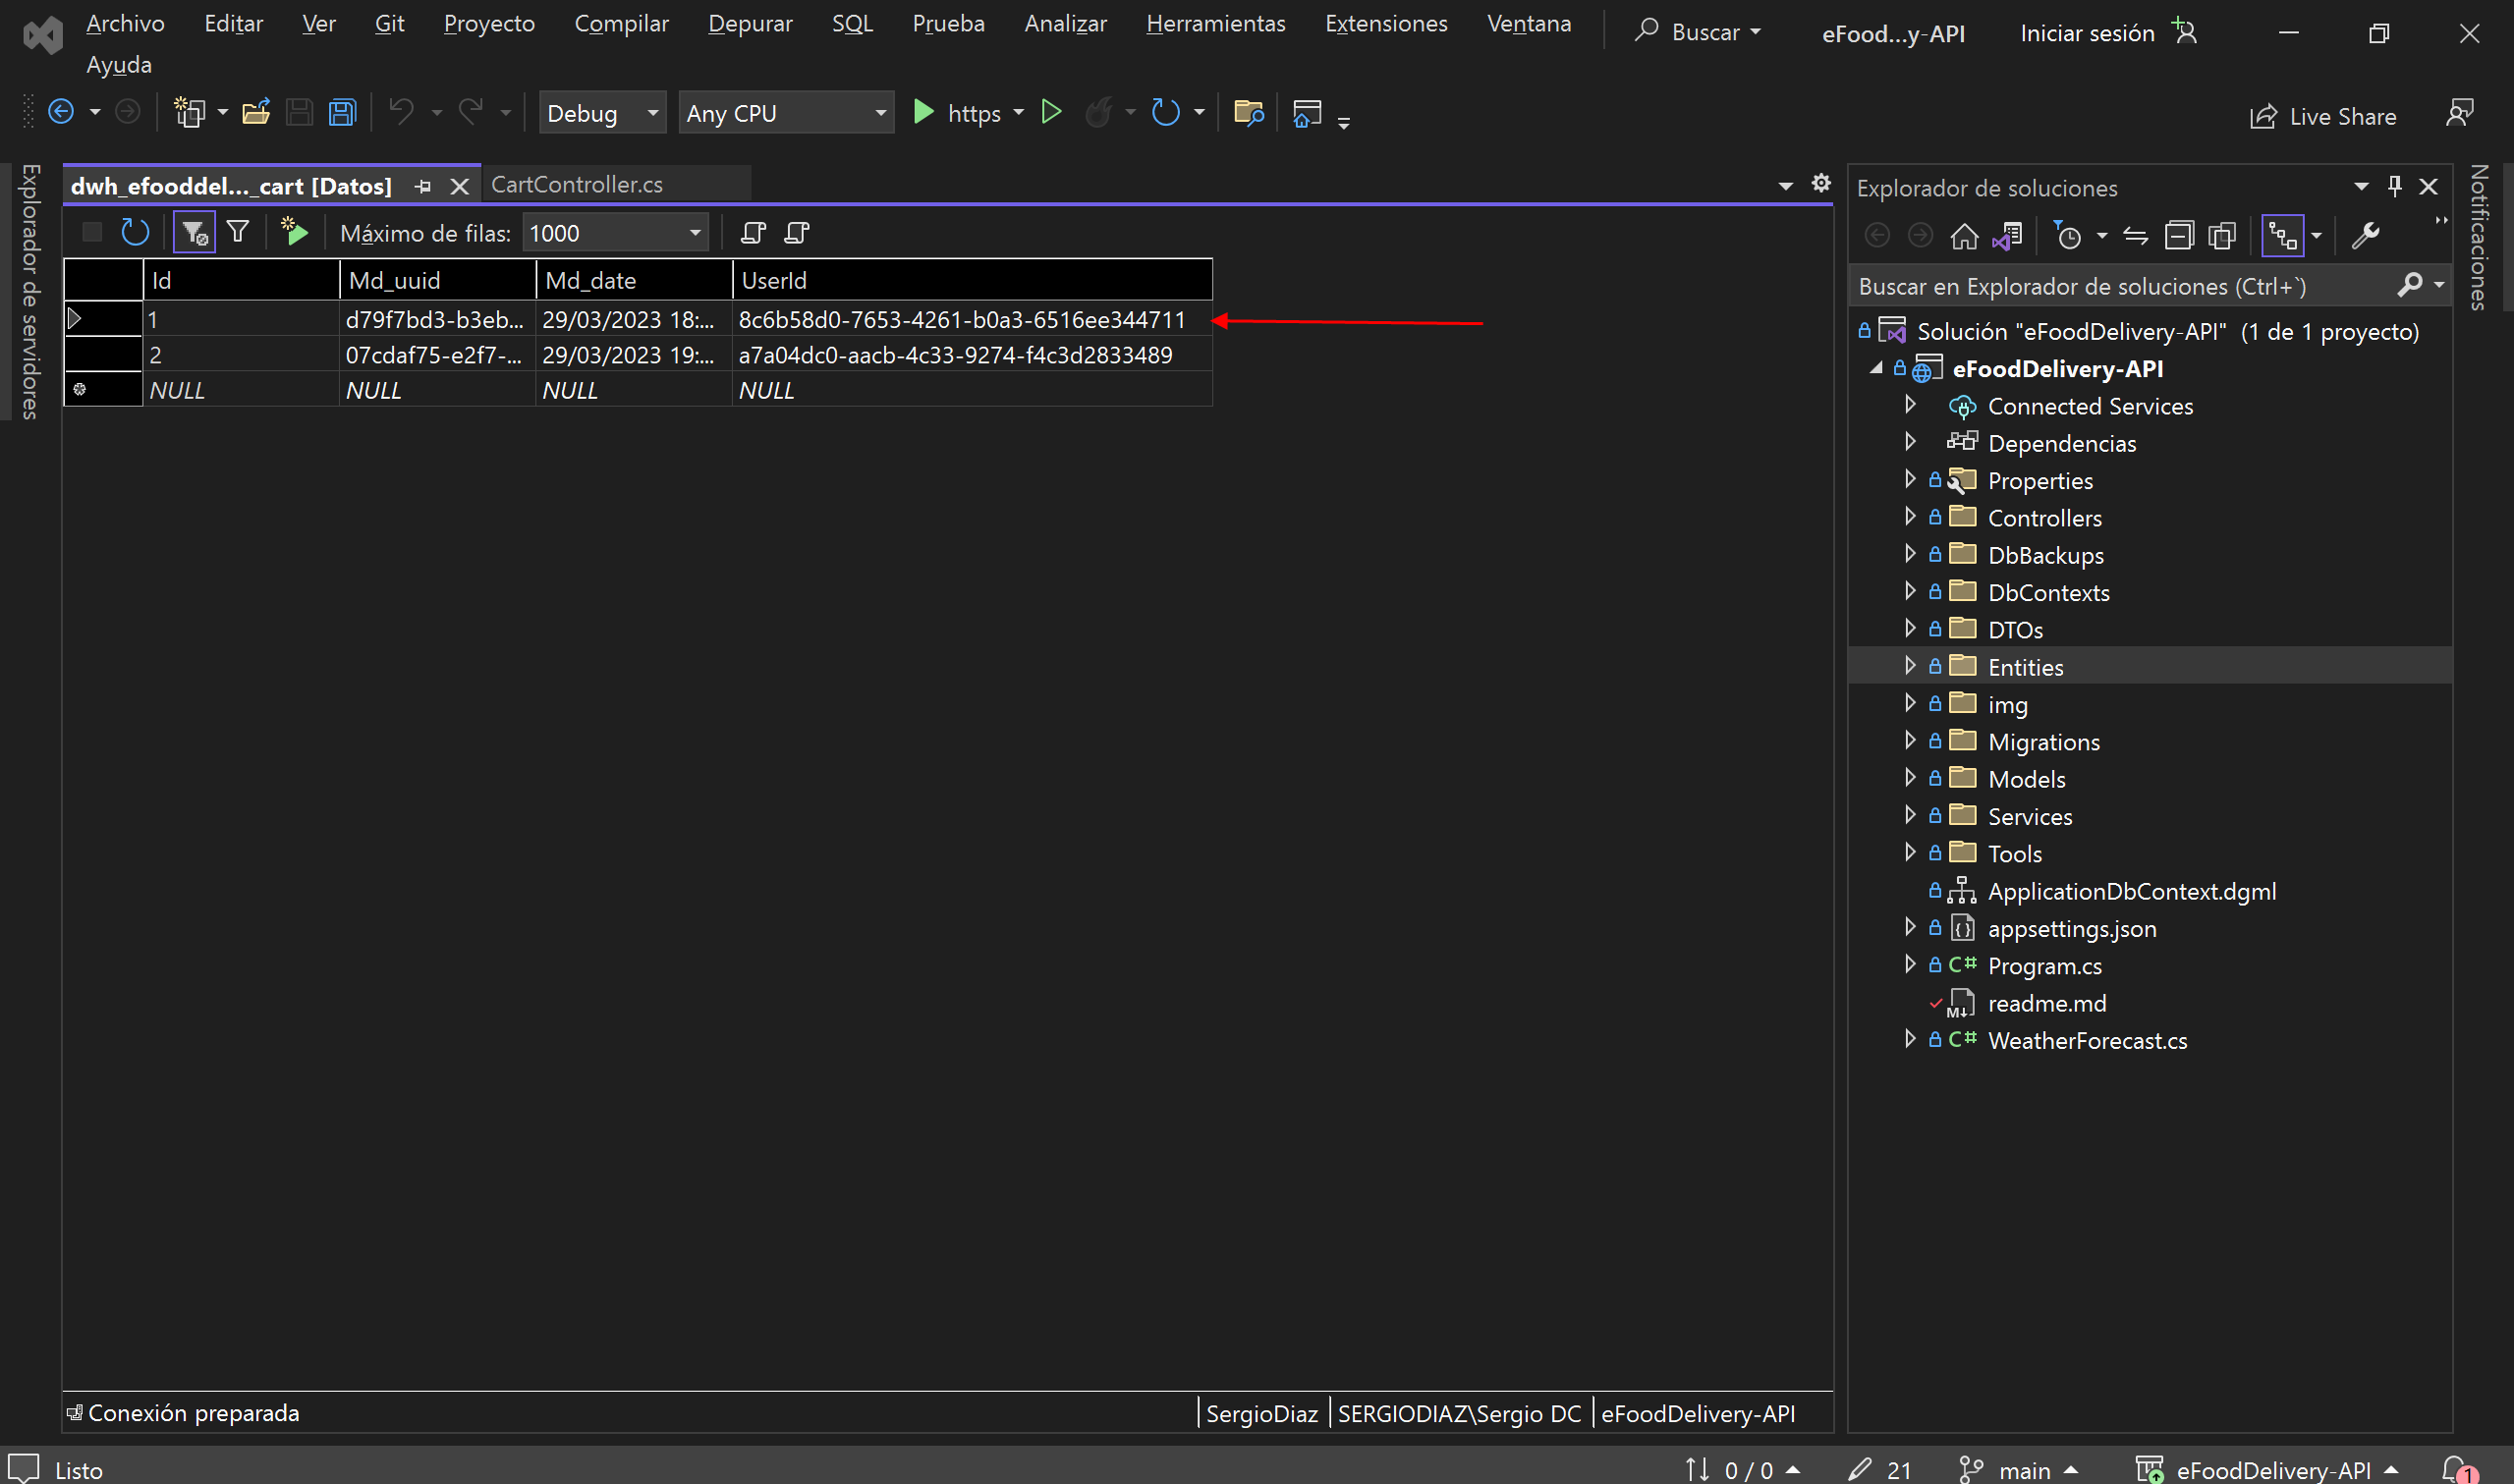 Archivo Editar Ver Git Proyecto Compilar Depurar SQL Prueba Analizar Herramientas Extensiones Ventana Buscar eFood...y-API Iniciar sesión
Ayuda
Debug Any CPU https Live Share
Explorador de servidores
dwh_efooddel..._cart [Datos] CartController.cs
Máximo de filas: 1000
Id Md_uuid Md_date UserId
1 d79f7bd3-b3eb... 29/03/2023 18:... 8c6b58d0-7653-4261-b0a3-6516ee344711
2 07cdaf75-e2f7-... 29/03/2023 19:... a7a04dc0-aacb-4c33-9274-f4c3d2833489
NULL NULL NULL NULL
Conexión preparada SergioDiaz SERGIODIAZ\Sergio DC eFoodDelivery-API
Explorador de soluciones
Buscar en Explorador de soluciones (Ctrl+`)
Solución "eFoodDelivery-API" (1 de 1 proyecto)
eFoodDelivery-API
Connected Services
Dependencias
Properties
Controllers
DbBackups
DbContexts
DTOs
Entities
img
Migrations
Models
Services
Tools
ApplicationDbContext.dgml
appsettings.json
C# Program.cs
readme.md
C# WeatherForecast.cs
Notificaciones
Listo 0 / 0 21 main eFoodDelivery-API 1